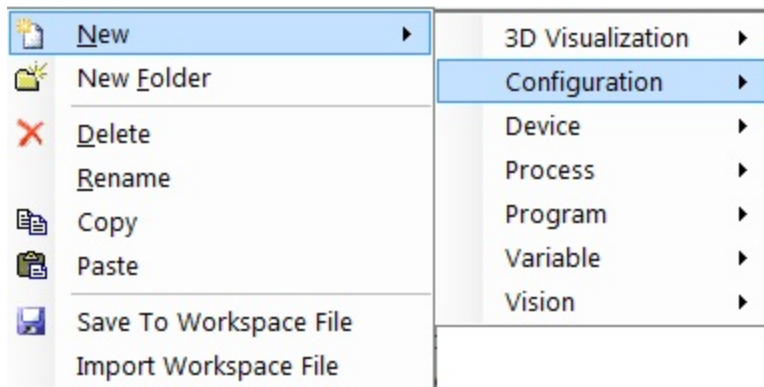 New
New Folder
Delete
Rename
Copy
Paste
Save To Workspace File
Import Workspace File
3D Visualization
Configuration
Device
Process
Program
Variable
Vision